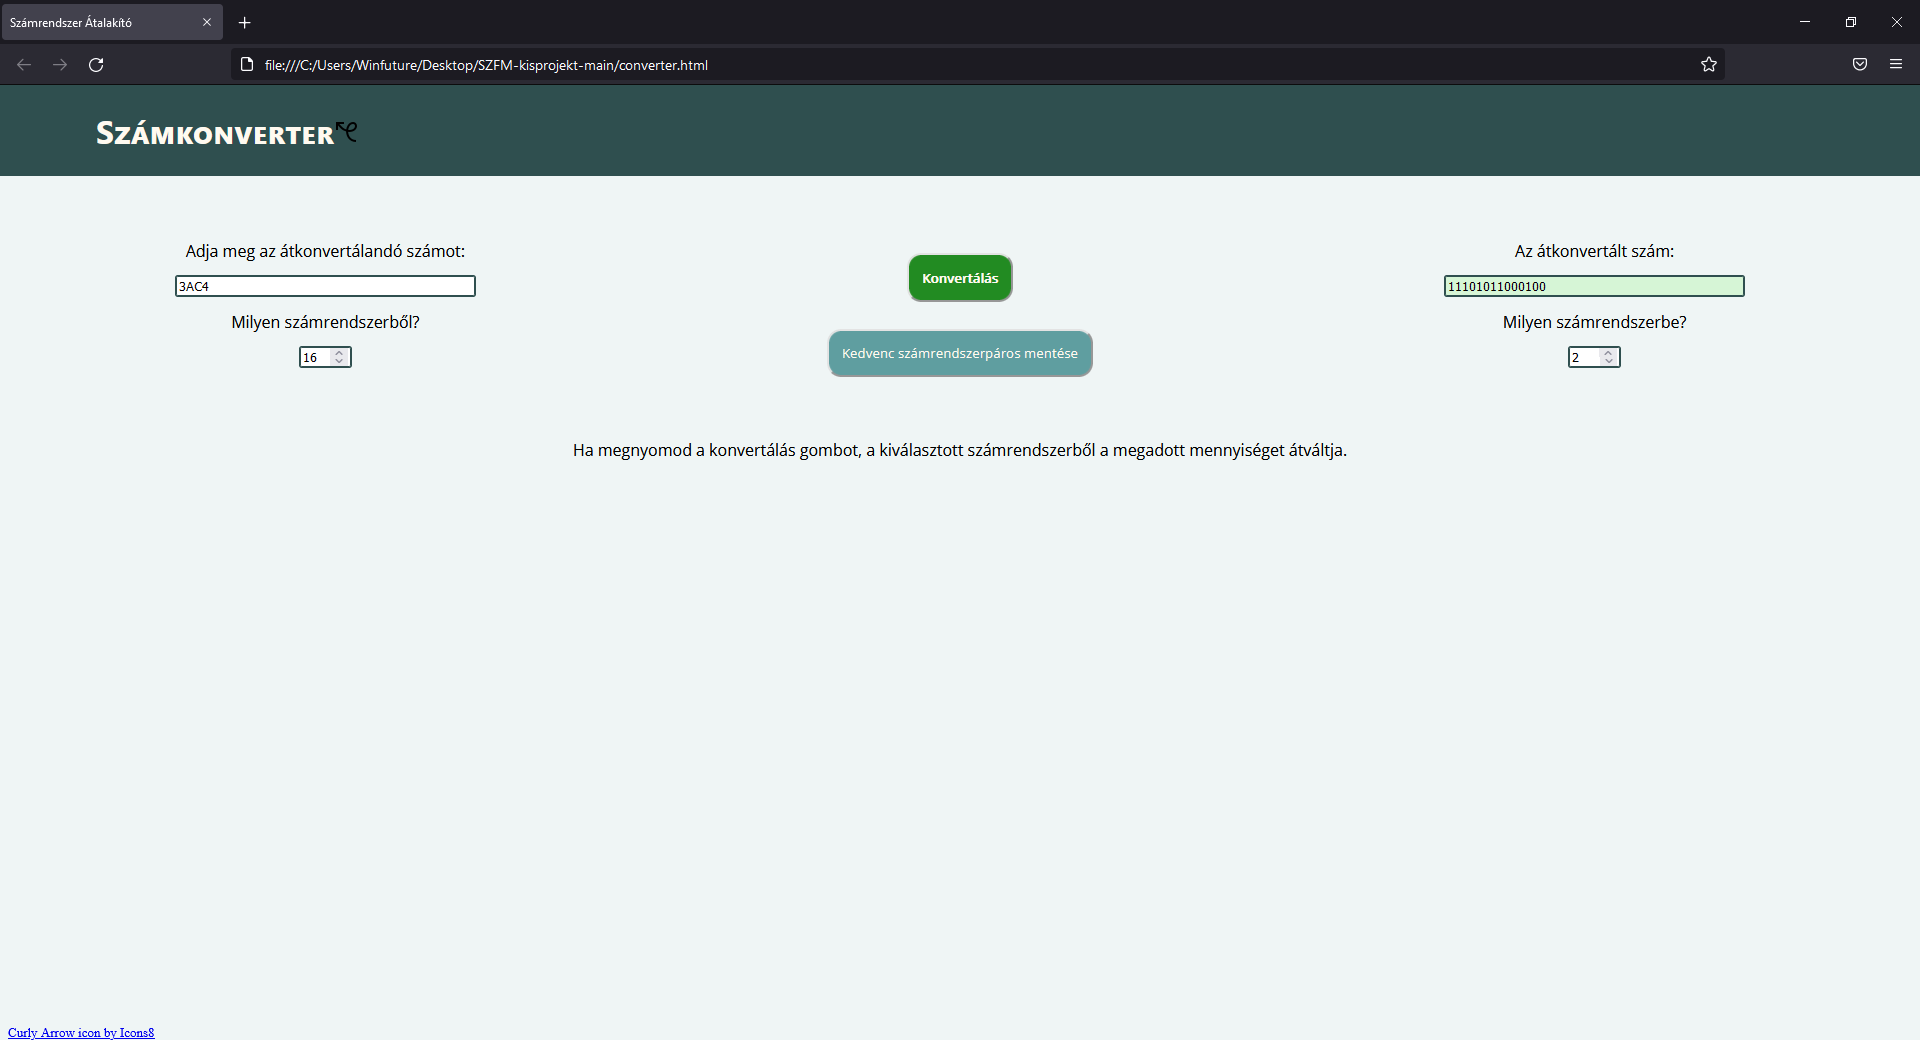 Számrendszer Átalakító
file:///C:/Users/Winfuture/Desktop/SZFM-kisprojekt-main/converter.html
Számkonverter
Adja meg az átkonvertálandó számot:
3AC4
Milyen számrendszerből?
16
Konvertálás
Kedvenc számrendszerpáros mentése
Az átkonvertált szám:
11101011000100
Milyen számrendszerbe?
2
Ha megnyomod a konvertálás gombot, a kiválasztott számrendszerből a megadott mennyiséget átváltja.
Curly Arrow icon by Icons8